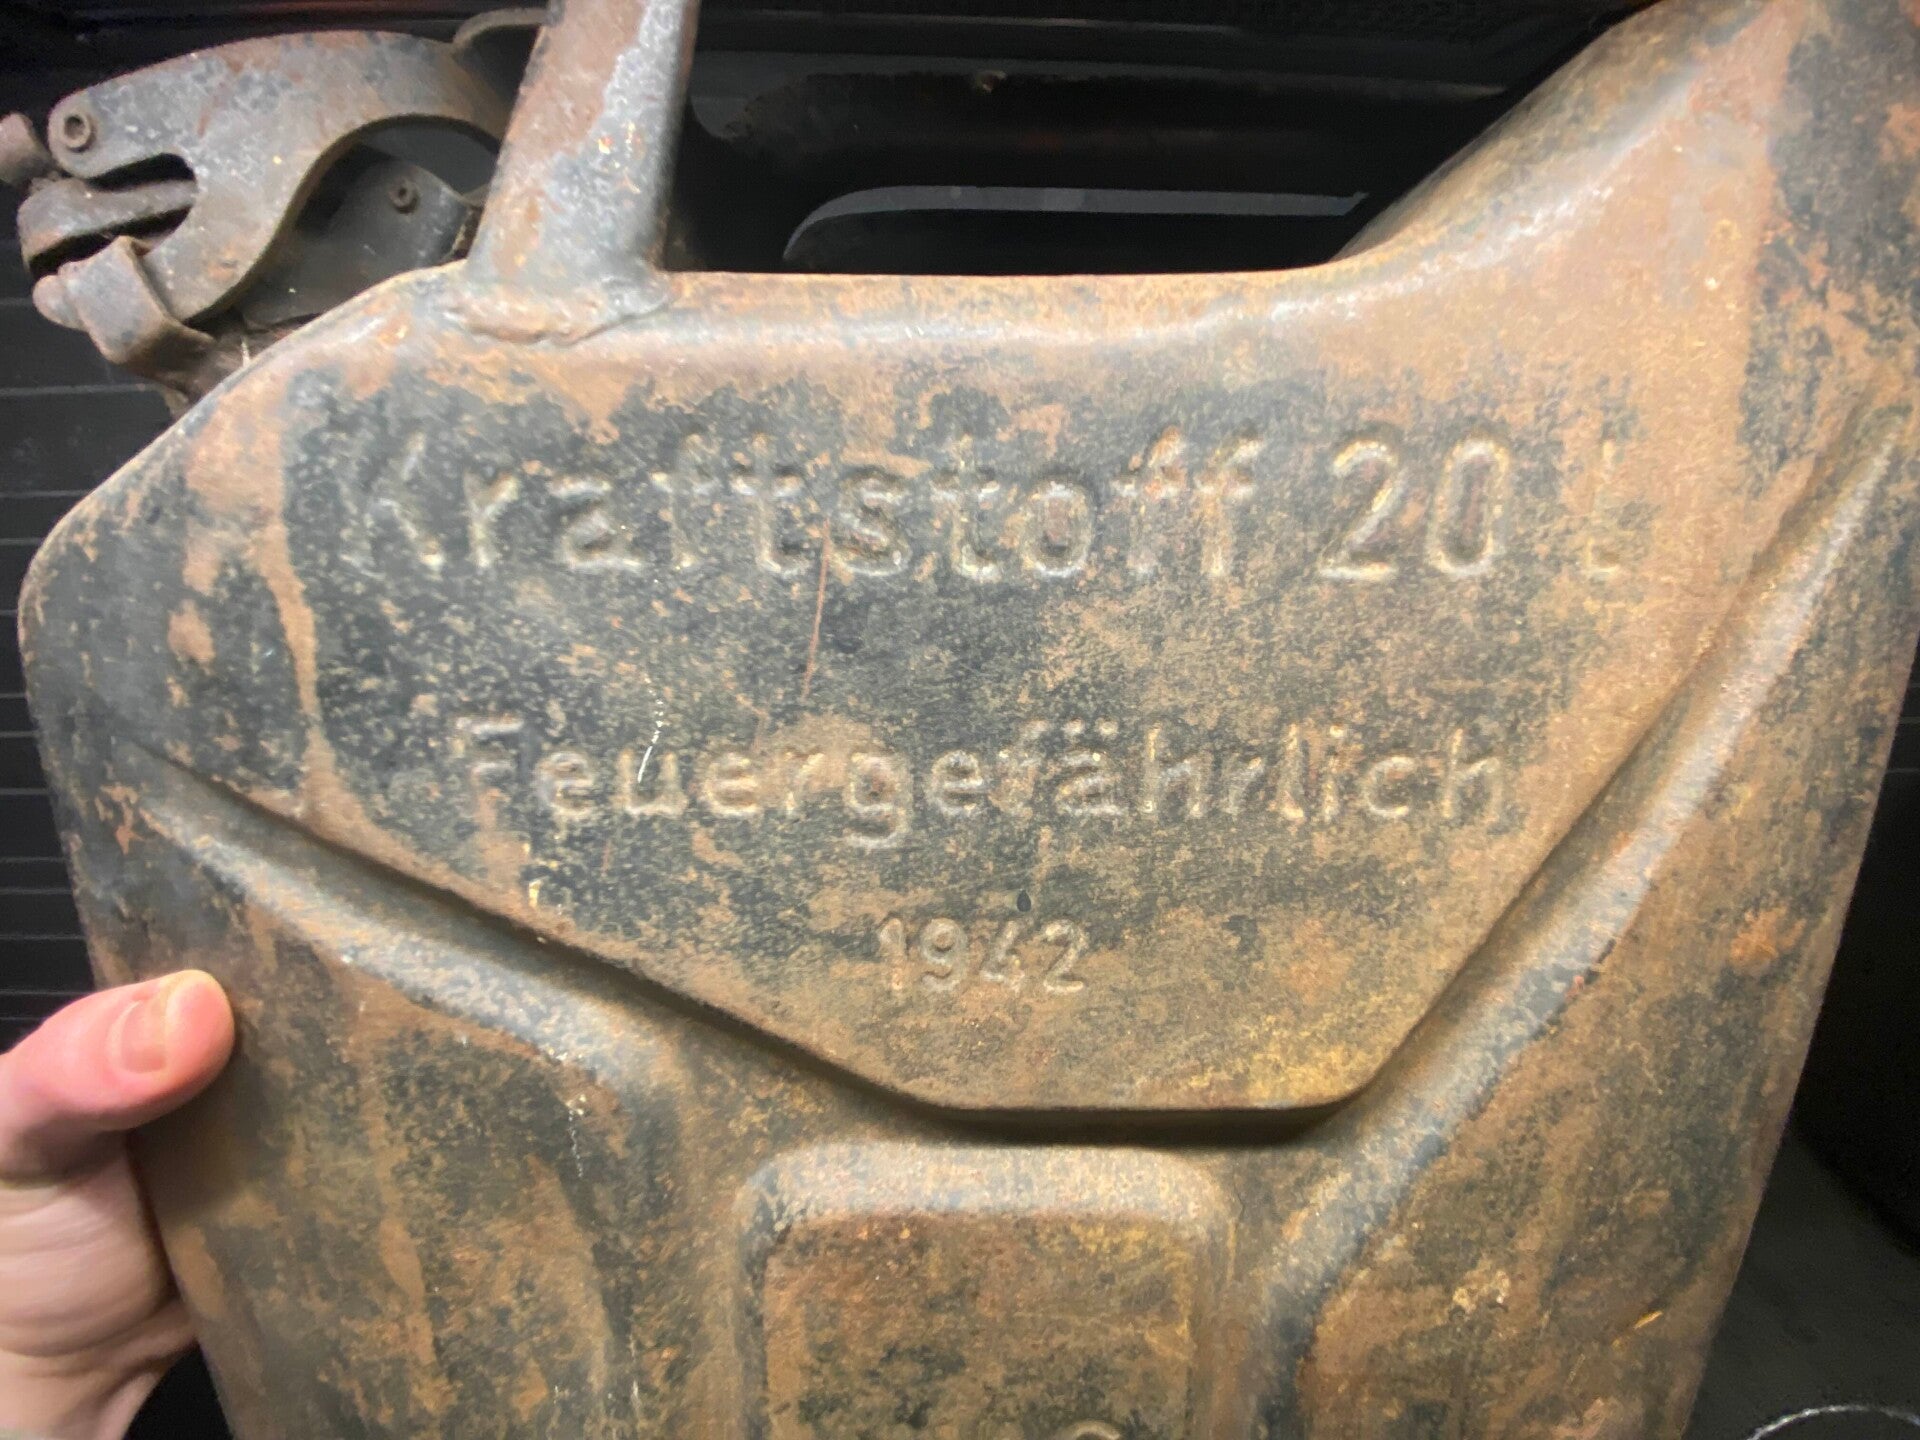 Kraftstoff 20 L
Feuergefährlich
1942